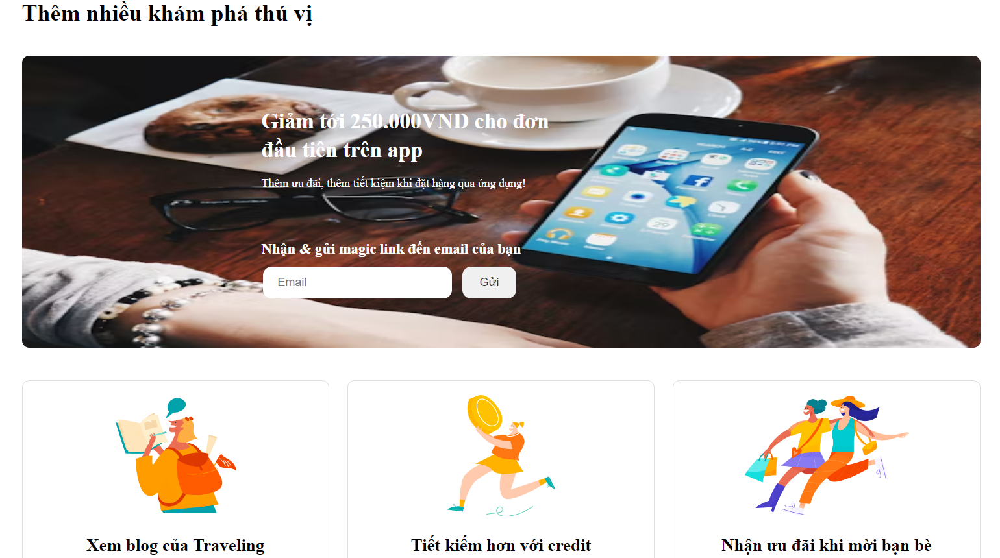 Thêm nhiều khám phá thú vị
Giảm tới 250.000VND cho đơn
đầu tiên trên app
Thêm ưu đãi, thêm tiết kiệm khi đặt hàng qua ứng dụng!
Nhận & gửi magic link đến email của bạn
Email
Gửi
Xem blog của Traveling
Tiết kiếm hơn với credit
Nhận ưu đãi khi mời bạn bè